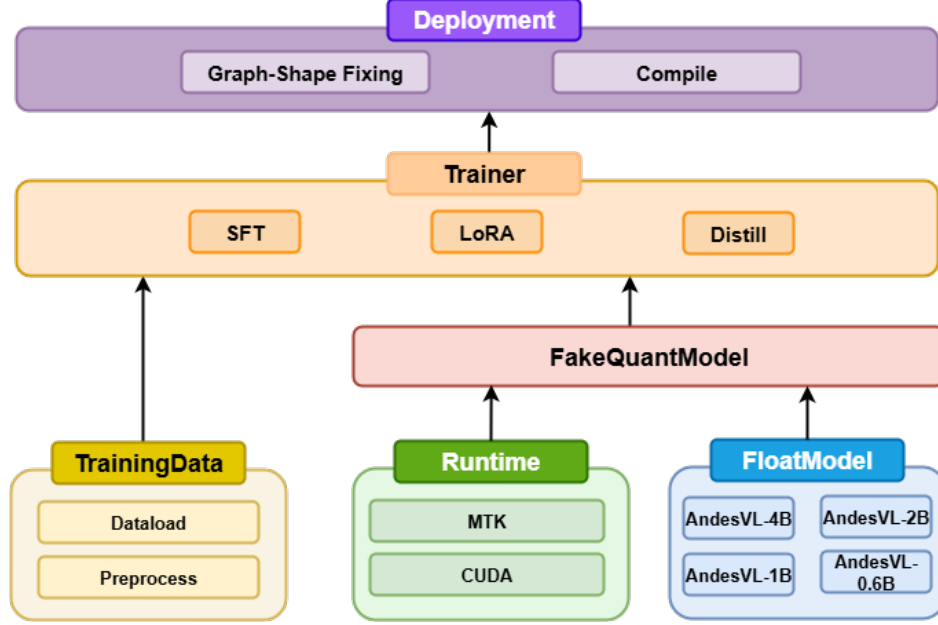 Deployment
Graph-Shape Fixing
Compile
Trainer
SFT
LoRA
Distill
FakeQuantModel
TrainingData
Dataload
Preprocess
Runtime
MTK
CUDA
FloatModel
AndesVL-4B
AndesVL-2B
AndesVL-1B
AndesVL-
0.6B